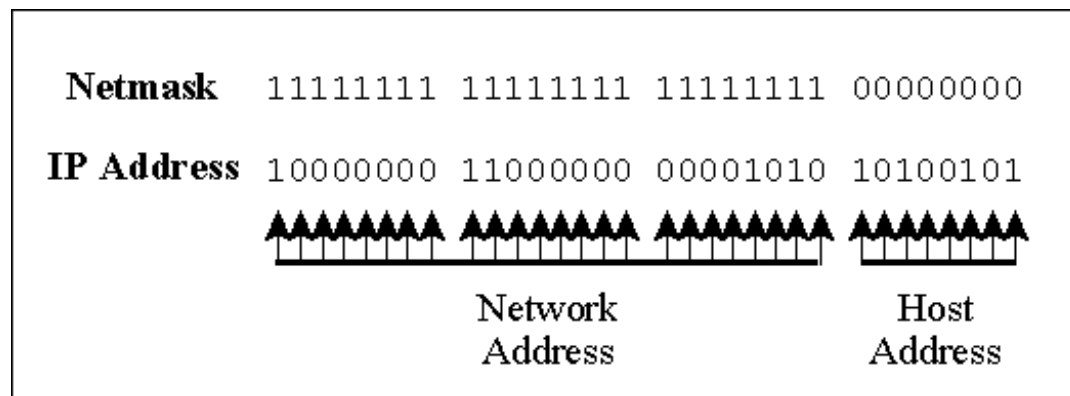 Netmask 11111111 11111111 11111111 00000000
IP Address 10000000 11000000 00001010 10100101
Network Host
Address Address